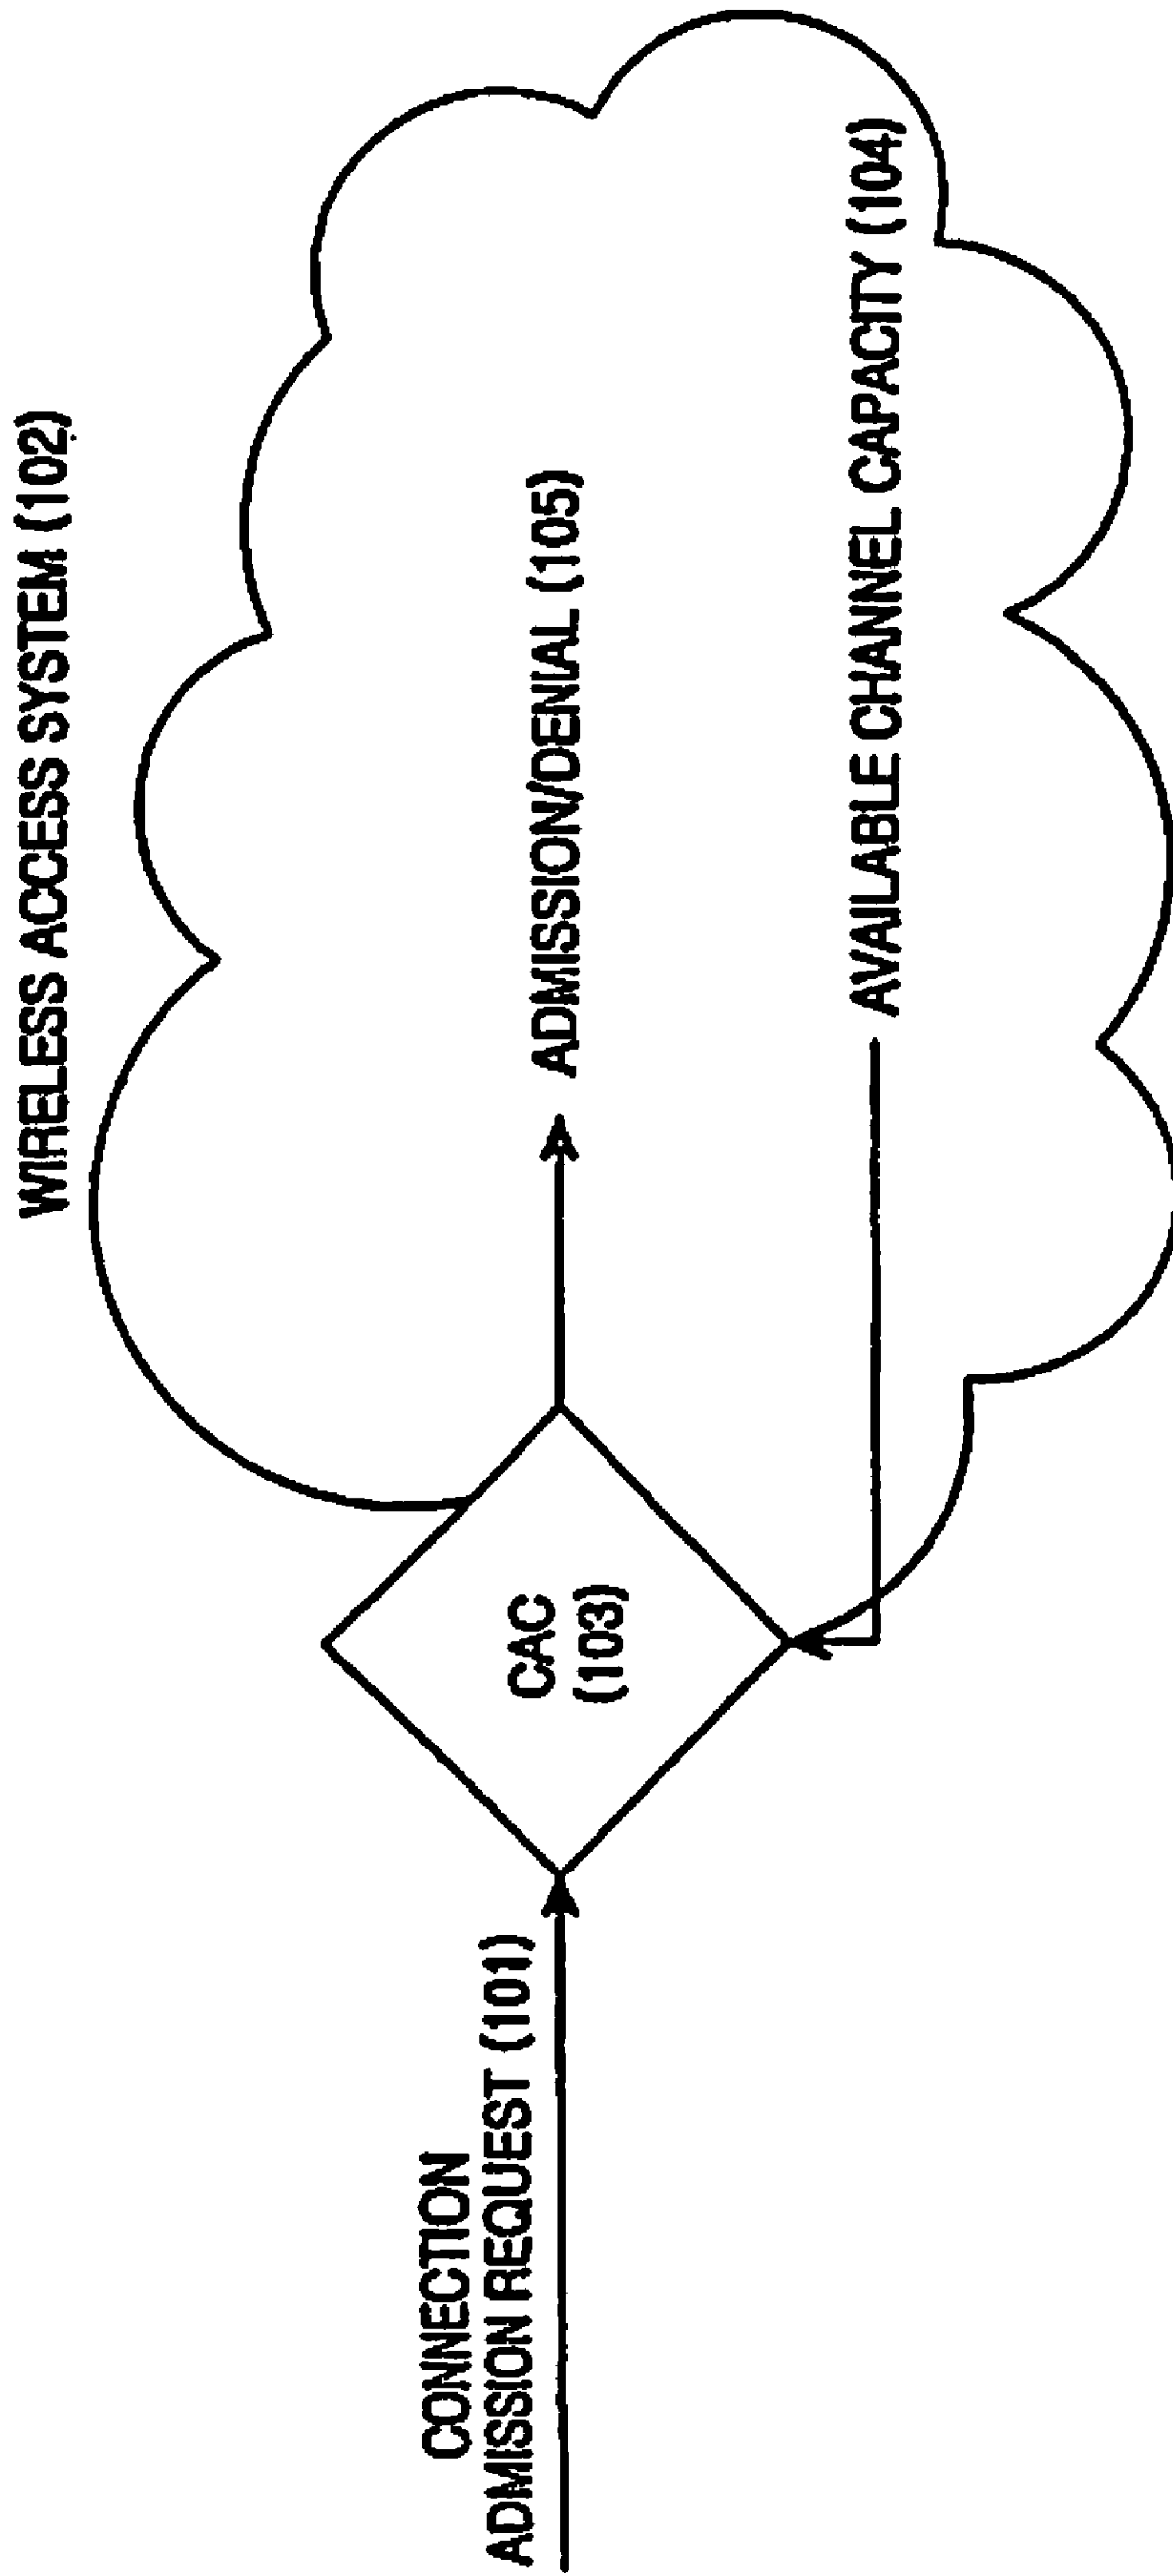 WIRELESS ACCESS SYSTEM (102)
CONNECTION
ADMISSION REQUEST (101)
CAC
(103)
ADMISSION/DENIAL (105)
AVAILABLE CHANNEL CAPACITY (104)